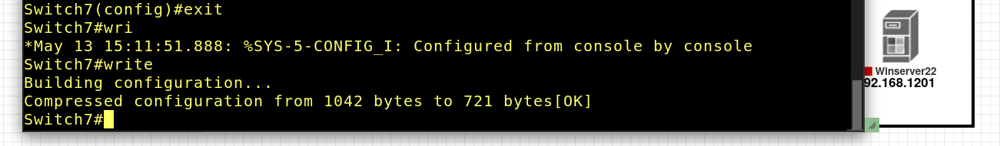 Switch7(config)#exit
Switch7#wri
*May 13 15:11:51.888: %SYS-5-CONFIG_I: Configured from console by console
Switch7#write
Building configuration...
Compressed configuration from 1042 bytes to 721 bytes[OK]
Switch7#
Winserver22
92.168.1201